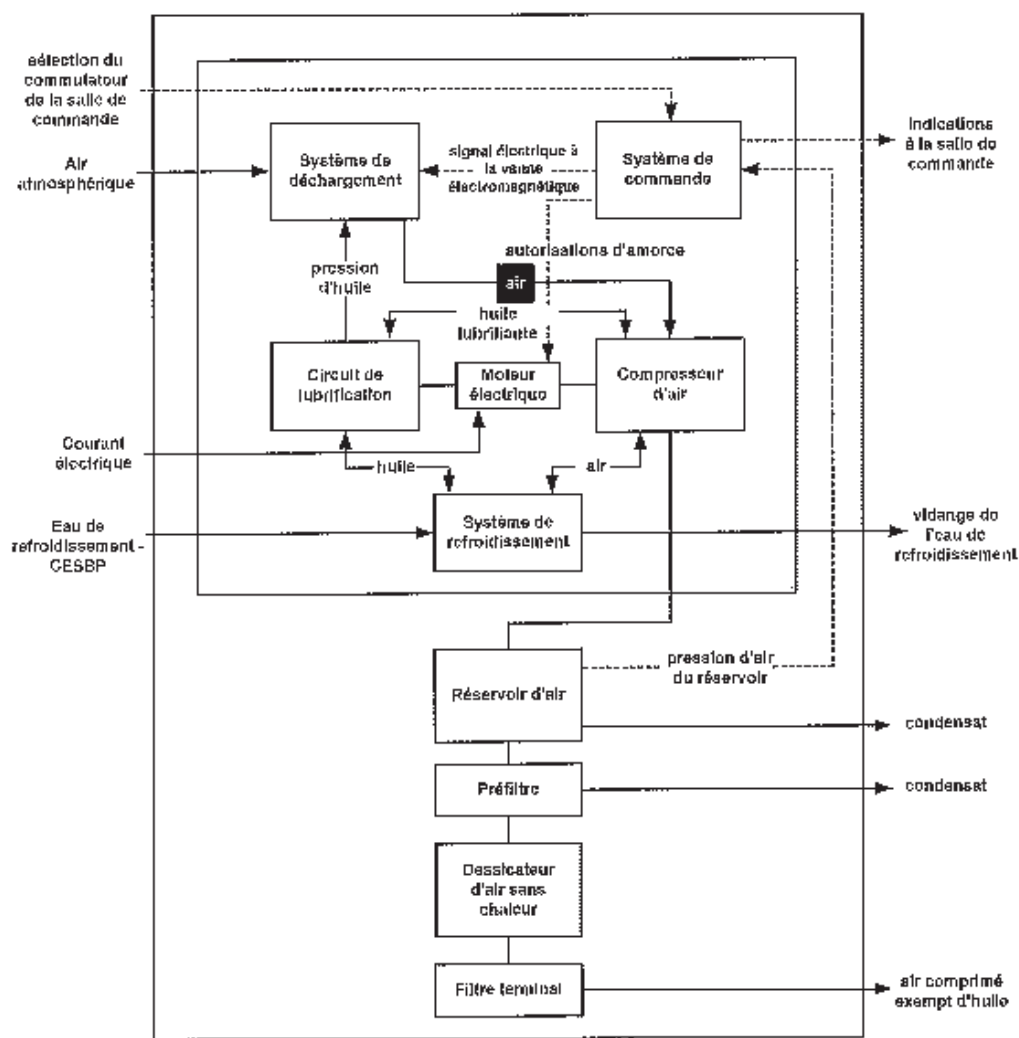 sélection du
commutateur
de la salle de
commande
Air
atmosphérique
Système de
déchargement
signal électrique à
la vanne
électromagnétique
Système de
commande
Indications
à la salle de
commande
pression
d'huile
autorisations d'amorce
air
huile
lubrifiante
Circuit de
lubrification
Moteur
électrique
Compresseur
d'air
Courant
électrique
huile
air
Eau de
refroidissement -
CESBP
Système de
refroidissement
vidange de
l'eau de
refroidissement
Réservoir d'air
pression d'air
du réservoir
condensat
Préfiltre
condensat
Dessicateur
d'air sans
chaleur
Filtre terminal
air comprimé
exempt d'huile